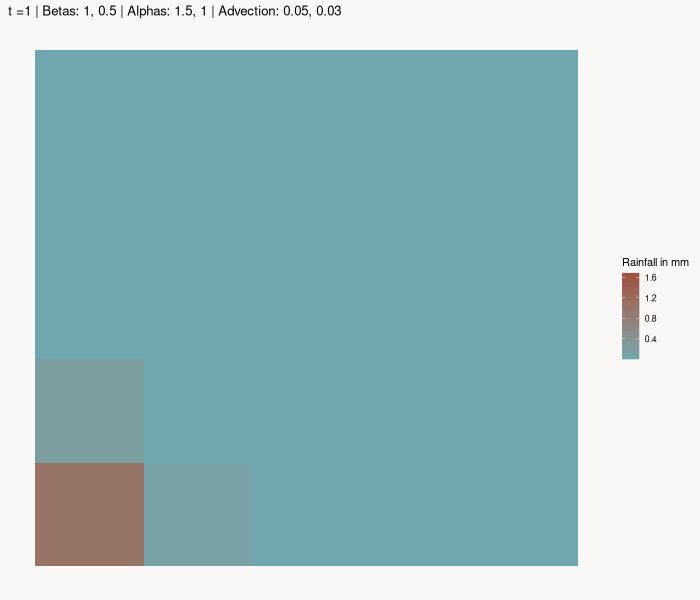 t =1 | Betas: 1, 0.5 | Alphas: 1.5, 1 | Advection: 0.05, 0.03
Rainfall in mm
1.6
1.2
0.8
0.4